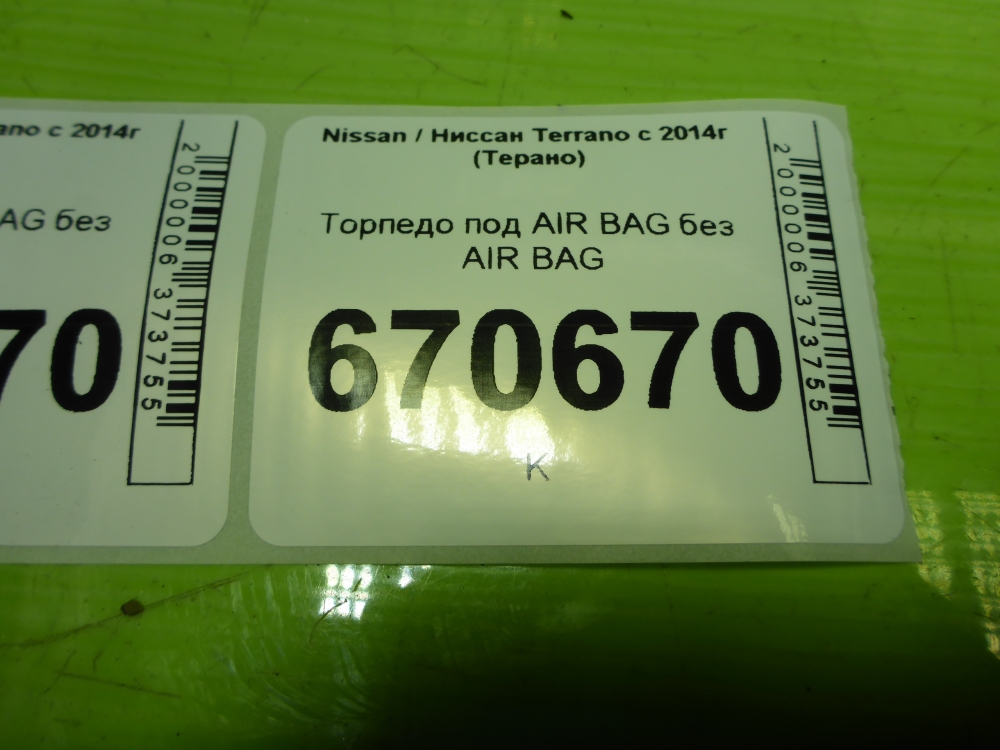 ano с 2014г
AG без
70
2000006373755
Nissan / Ниссан Terrano с 2014г
(Терано)
Торпедо под AIR BAG без
AIR BAG
670670
К
2000006373755